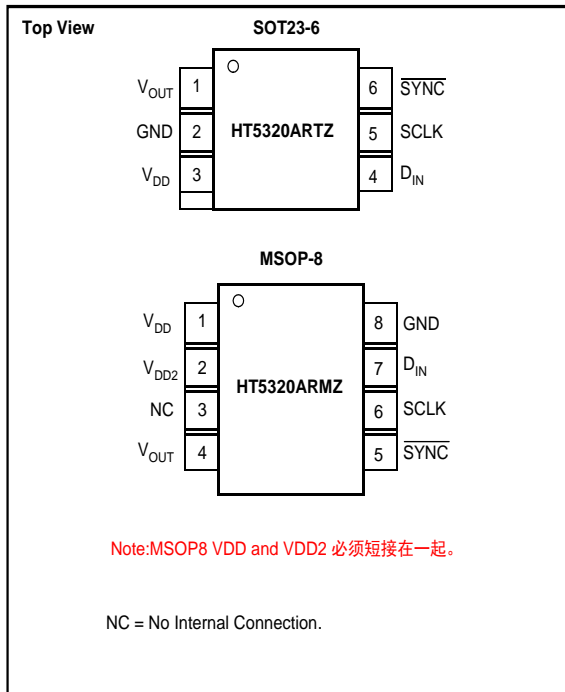 Top View SOT23-6
VOUT 1 6 SYNC
GND 2 HT5320ARTZ 5 SCLK
VDD 3 4 DIN
MSOP-8
VDD 1 8 GND
VDD2 2 7 DIN
HT5320ARMZ
NC 3 6 SCLK
VOUT 4 5 SYNC
Note:MSOP8 VDD and VDD2 必须短接在一起。
NC = No Internal Connection.